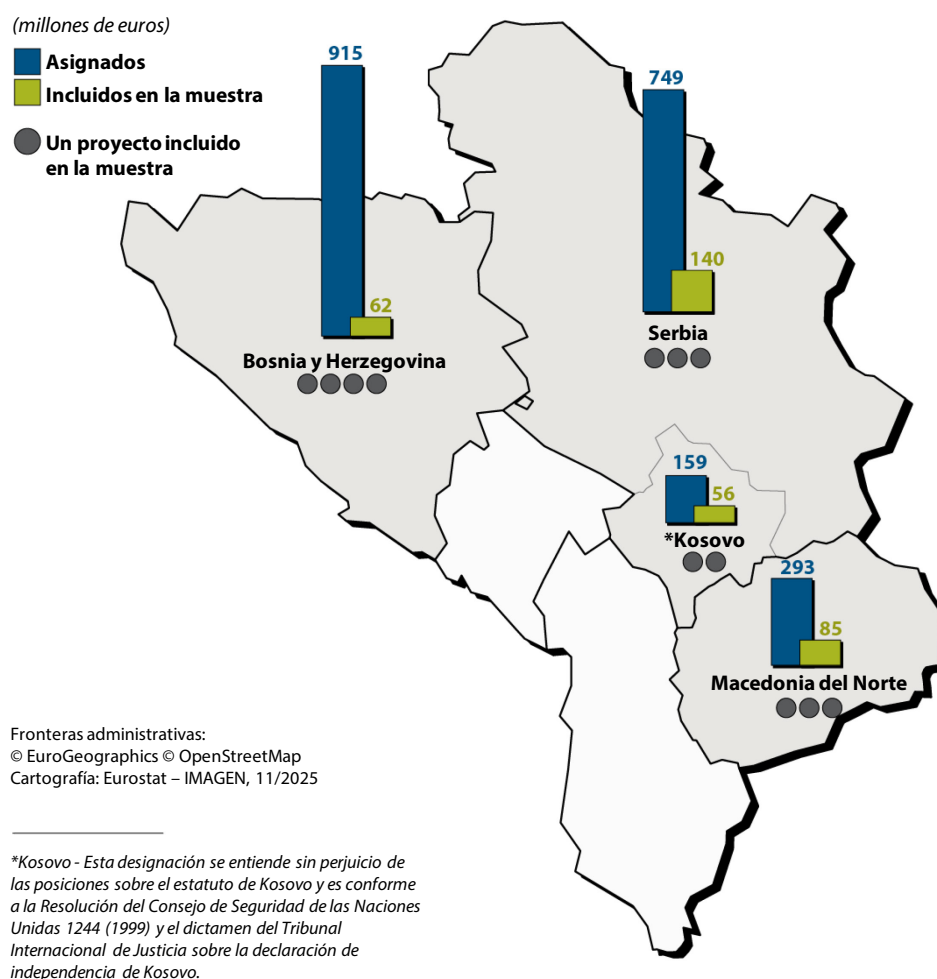 (millones de euros)
Asignados
Incluidos en la muestra
Un proyecto incluido
en la muestra
915
62
Bosnia y Herzegovina
749
140
Serbia
159
56
*Kosovo
293
85
Macedonia del Norte
Fronteras administrativas:
© EuroGeographics © OpenStreetMap
Cartografía: Eurostat – IMAGEN, 11/2025
*Kosovo - Esta designación se entiende sin perjuicio de
las posiciones sobre el estatuto de Kosovo y es conforme
a la Resolución del Consejo de Seguridad de las Naciones
Unidas 1244 (1999) y el dictamen del Tribunal
Internacional de Justicia sobre la declaración de
independencia de Kosovo.